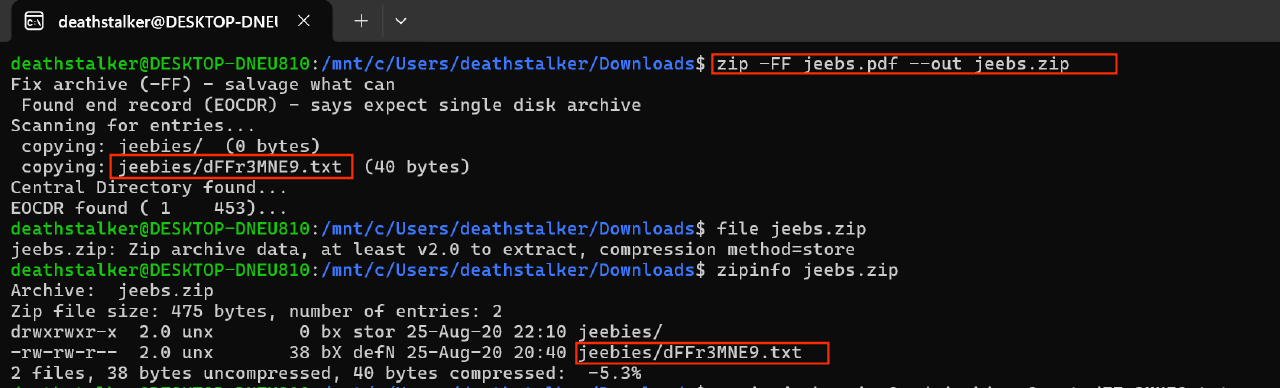 deathstalker@DESKTOP-DNEU
deathstalker@DESKTOP-DNEU810:/mnt/c/Users/deathstalker/Downloads$ zip -FF jeebs.pdf --out jeebs.zip
Fix archive (-FF) - salvage what can
 Found end record (EOCDR) - says expect single disk archive
Scanning for entries...
 copying: jeebies/  (0 bytes)
 copying: jeebies/dFFr3MNE9.txt  (40 bytes)
Central Directory found...
EOCDR found ( 1    453)...
deathstalker@DESKTOP-DNEU810:/mnt/c/Users/deathstalker/Downloads$ file jeebs.zip
jeebs.zip: Zip archive data, at least v2.0 to extract, compression method=store
deathstalker@DESKTOP-DNEU810:/mnt/c/Users/deathstalker/Downloads$ zipinfo jeebs.zip
Archive:  jeebs.zip
Zip file size: 475 bytes, number of entries: 2
drwxrwxr-x  2.0 unx        0 bx stor 25-Aug-20 22:10 jeebies/
-rw-rw-r--  2.0 unx       38 bX defN 25-Aug-20 20:40 jeebies/dFFr3MNE9.txt
2 files, 38 bytes uncompressed, 40 bytes compressed:  -5.3%